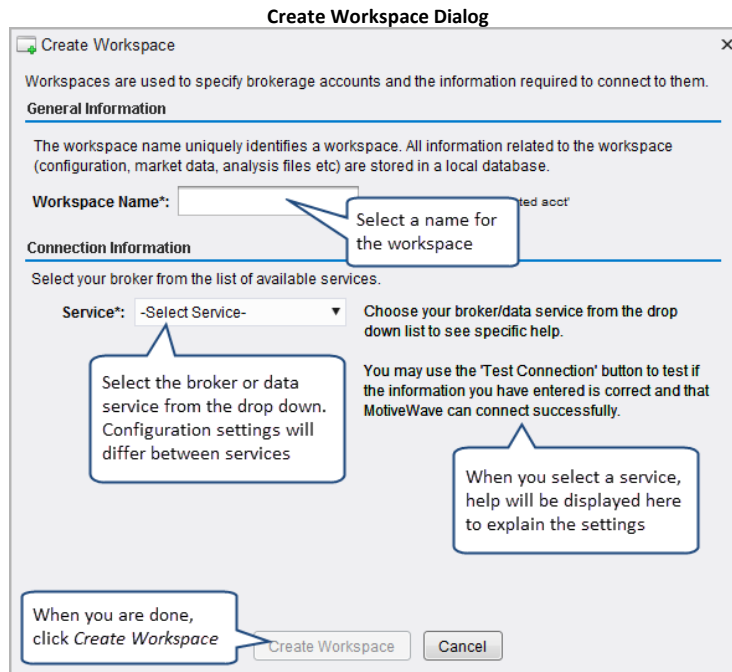 Create Workspace Dialog
Create Workspace
Workspaces are used to specify brokerage accounts and the information required to connect to them.
General Information
The workspace name uniquely identifies a workspace. All information related to the workspace
(configuration, market data, analysis files etc) are stored in a local database.
Workspace Name*:
acct'
Select a name for
the workspace
Connection Information
Select your broker from the list of available services.
Service*: -Select Service-
Choose your broker/data service from the drop
down list to see specific help.
You may use the 'Test Connection' button to test if
the information you have entered is correct and that
MotiveWave can connect successfully.
Select the broker or data
service from the drop down.
Configuration settings will
differ between services
When you select a service,
help will be displayed here
to explain the settings
When you are done,
click Create Workspace
Create Workspace
Cancel